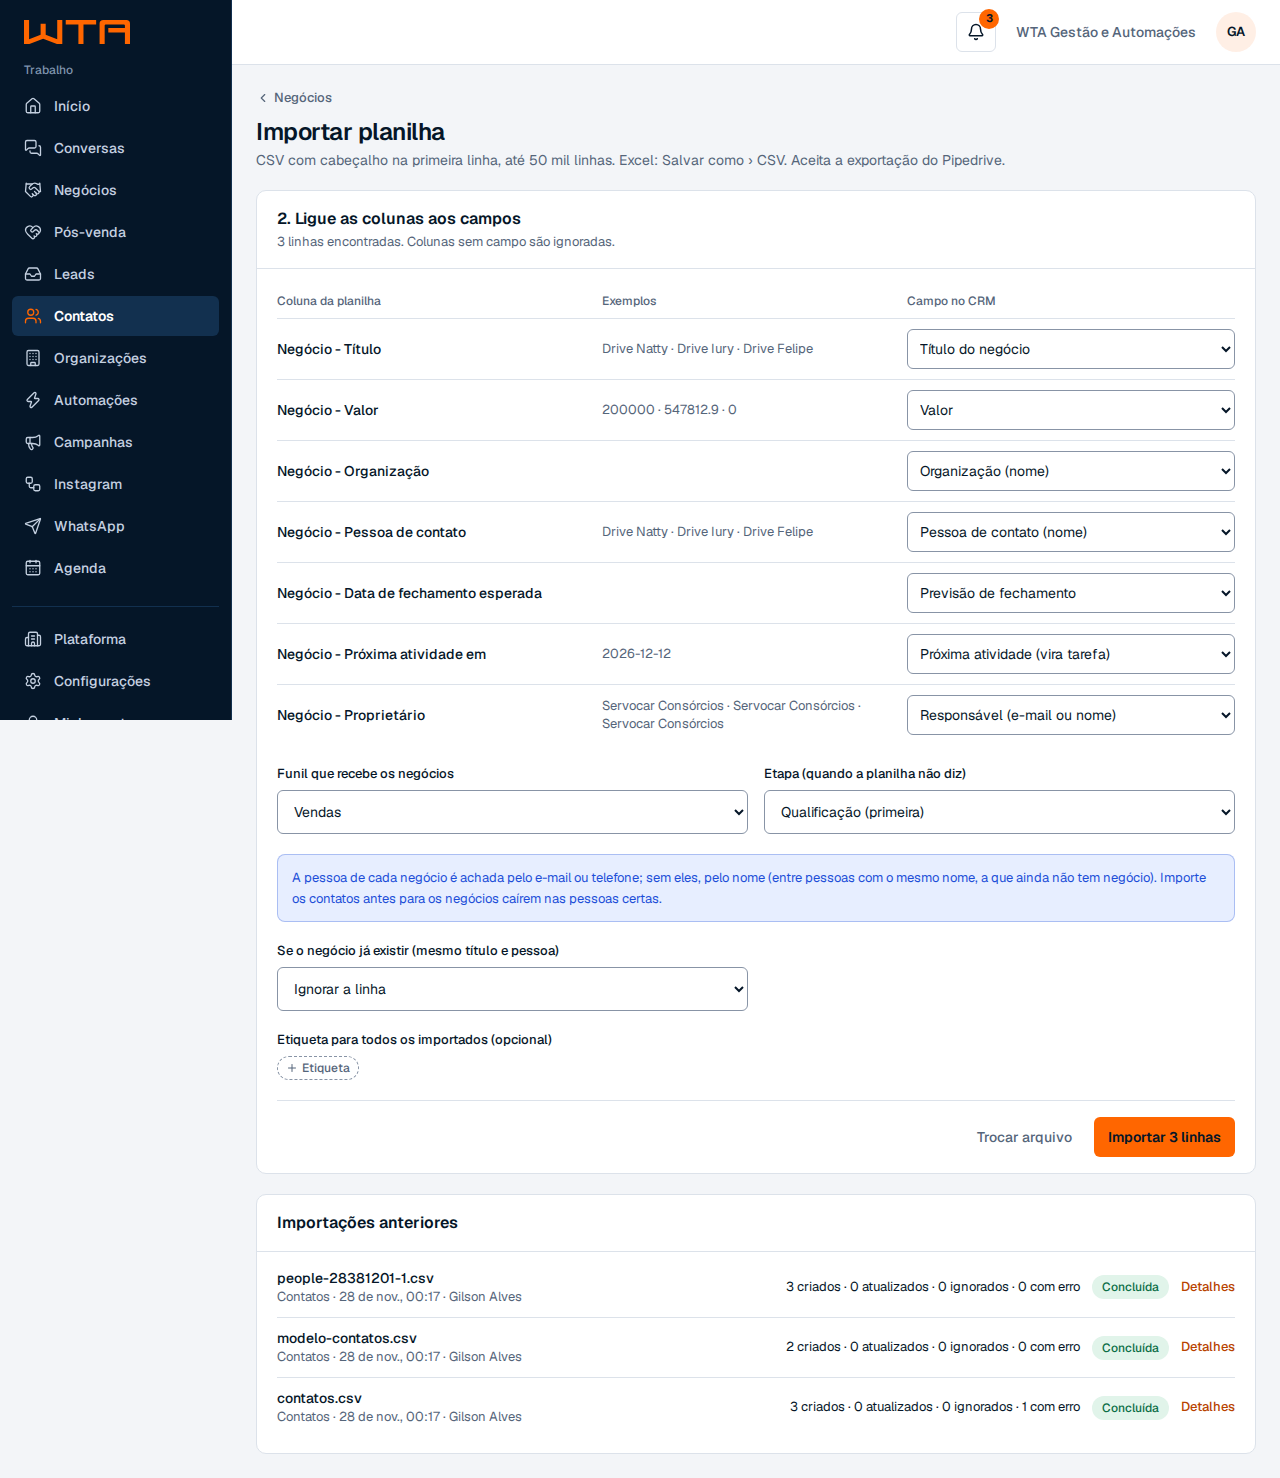 WTA
Trabalho
Início
Conversas
Negócios
Pós-venda
Leads
Contatos
Organizações
Automações
Campanhas
Instagram
WhatsApp
Agenda
Plataforma
Configurações
3
WTA Gestão e Automações
GA
Negócios
Importar planilha
CSV com cabeçalho na primeira linha, até 50 mil linhas. Excel: Salvar como › CSV. Aceita a exportação do Pipedrive.
2. Ligue as colunas aos campos
3 linhas encontradas. Colunas sem campo são ignoradas.
Coluna da planilha Exemplos Campo no CRM
Negócio - Título Drive Natty · Drive Iury · Drive Felipe Título do negócio
Negócio - Valor 200000 · 547812.9 · 0 Valor
Negócio - Organização Organização (nome)
Negócio - Pessoa de contato Drive Natty · Drive Iury · Drive Felipe Pessoa de contato (nome)
Negócio - Data de fechamento esperada Previsão de fechamento
Negócio - Próxima atividade em 2026-12-12 Próxima atividade (vira tarefa)
Negócio - Proprietário Servocar Consórcios · Servocar Consórcios · Responsável (e-mail ou nome)
Servocar Consórcios
Funil que recebe os negócios Etapa (quando a planilha não diz)
Vendas Qualificação (primeira)
A pessoa de cada negócio é achada pelo e-mail ou telefone; sem eles, pelo nome (entre pessoas com o mesmo nome, a que ainda não tem negócio). Importe
os contatos antes para os negócios caírem nas pessoas certas.
Se o negócio já existir (mesmo título e pessoa)
Ignorar a linha
Etiqueta para todos os importados (opcional)
+ Etiqueta
Trocar arquivo Importar 3 linhas
Importações anteriores
people-28381201-1.csv
Contatos · 28 de nov., 00:17 · Gilson Alves
3 criados · 0 atualizados · 0 ignorados · 0 com erro Concluída Detalhes
modelo-contatos.csv
Contatos · 28 de nov., 00:17 · Gilson Alves
2 criados · 0 atualizados · 0 ignorados · 0 com erro Concluída Detalhes
contatos.csv
Contatos · 28 de nov., 00:17 · Gilson Alves
3 criados · 0 atualizados · 0 ignorados · 1 com erro Concluída Detalhes